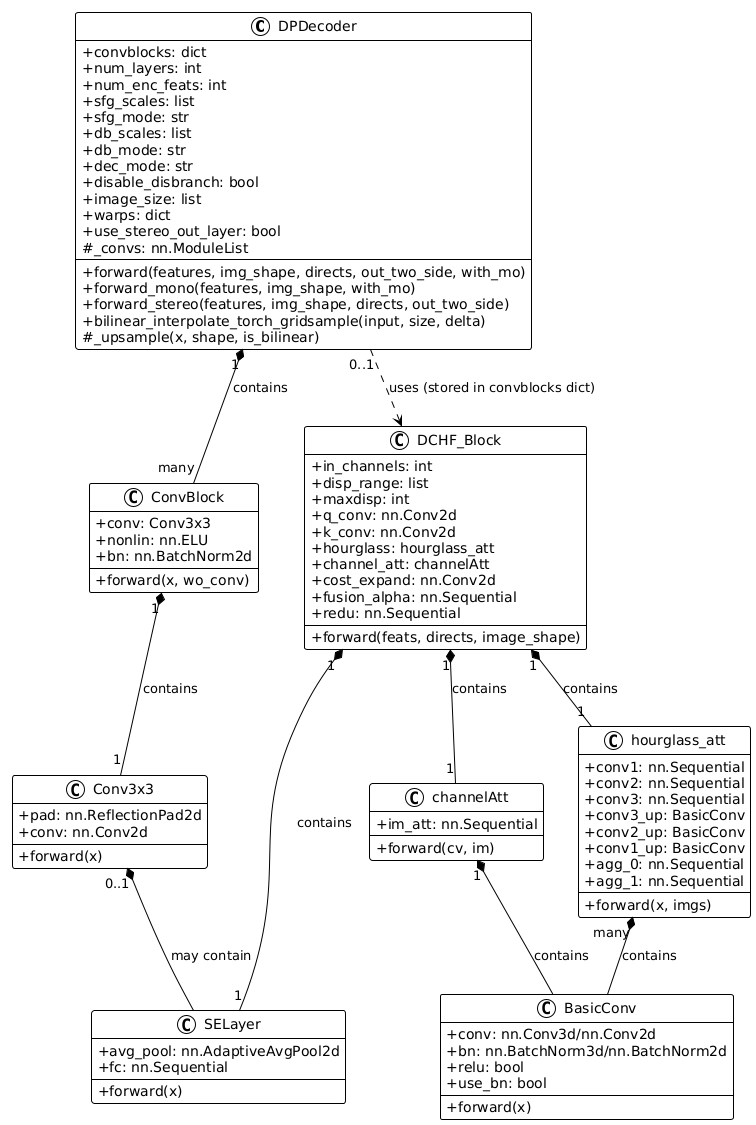 C DPDecoder
+convblocks: dict
+num_layers: int
+num_enc_feats: int
+sfg_scales: list
+sfg_mode: str
+db_scales: list
+db_mode: str
+dec_mode: str
+disable_disbranch: bool
+image_size: list
+warps: dict
+use_stereo_out_layer: bool
#_convs: nn.ModuleList
+forward(features, img_shape, directs, out_two_side, with_mo)
+forward_mono(features, img_shape, with_mo)
+forward_stereo(features, img_shape, directs, out_two_side)
+bilinear_interpolate_torch_gridsample(input, size, delta)
#_upsample(x, shape, is_bilinear)
1
0..1
contains
uses (stored in convblocks dict)
many
C ConvBlock
+conv: Conv3x3
+nonlin: nn.ELU
+bn: nn.BatchNorm2d
+forward(x, wo_conv)
C DCHF_Block
+in_channels: int
+disp_range: list
+maxdisp: int
+q_conv: nn.Conv2d
+k_conv: nn.Conv2d
+hourglass: hourglass_att
+channel_att: channelAtt
+cost_expand: nn.Conv2d
+fusion_alpha: nn.Sequential
+redu: nn.Sequential
+forward(feats, directs, image_shape)
1
1
1
1
contains
contains
contains
1
1
1
C Conv3x3
+pad: nn.ReflectionPad2d
+conv: nn.Conv2d
+forward(x)
contains
C channelAtt
+im_att: nn.Sequential
+forward(cv, im)
C hourglass_att
+conv1: nn.Sequential
+conv2: nn.Sequential
+conv3: nn.Sequential
+conv3_up: BasicConv
+conv2_up: BasicConv
+conv1_up: BasicConv
+agg_0: nn.Sequential
+agg_1: nn.Sequential
+forward(x, imgs)
0..1
1
many
may contain
contains
contains
1
C SELayer
+avg_pool: nn.AdaptiveAvgPool2d
+fc: nn.Sequential
+forward(x)
C BasicConv
+conv: nn.Conv3d/nn.Conv2d
+bn: nn.BatchNorm3d/nn.BatchNorm2d
+relu: bool
+use_bn: bool
+forward(x)